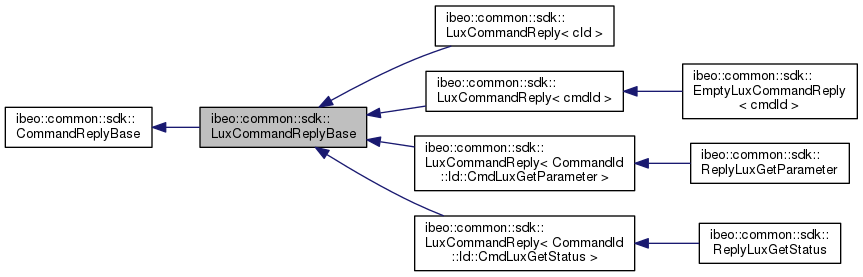 ibeo::common::sdk::
CommandReplyBase
ibeo::common::sdk::
LuxCommandReplyBase
ibeo::common::sdk::
LuxCommandReply< cId >
ibeo::common::sdk::
LuxCommandReply< cmdId >
ibeo::common::sdk::
LuxCommandReply< CommandId
::Id::CmdLuxGetParameter >
ibeo::common::sdk::
LuxCommandReply< CommandId
::Id::CmdLuxGetStatus >
ibeo::common::sdk::
EmptyLuxCommandReply
< cmdId >
ibeo::common::sdk::
ReplyLuxGetParameter
ibeo::common::sdk::
ReplyLuxGetStatus